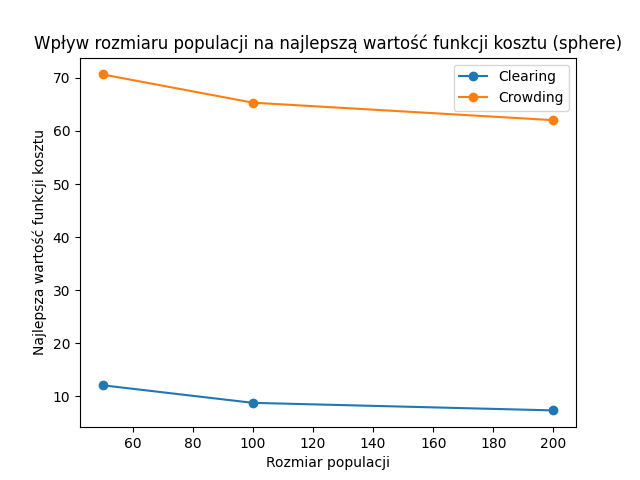 Wpływ rozmiaru populacji na najlepszą wartość funkcji kosztu (sphere)
Clearing
Crowding
Najlepsza wartość funkcji kosztu
70
60
50
40
30
20
10
60 80 100 120 140 160 180 200
Rozmiar populacji